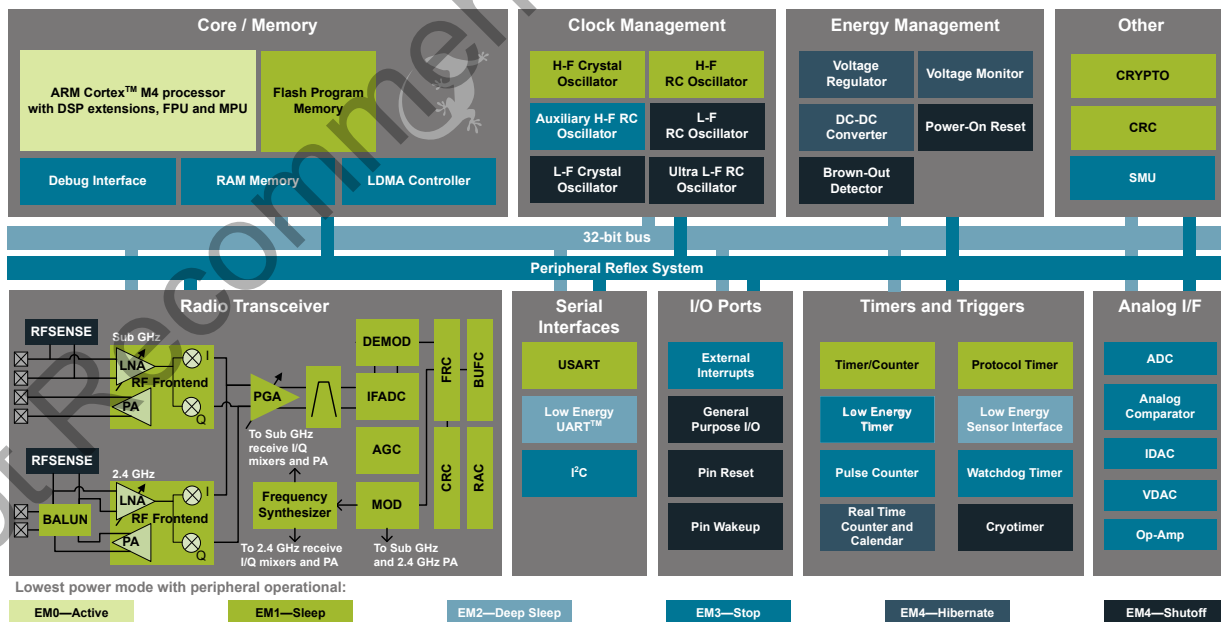 Core / Memory
ARM Cortex™ M4 processor
with DSP extensions, FPU and MPU
Flash Program
Memory
Debug Interface
RAM Memory
LDMA Controller
Clock Management
H-F Crystal
Oscillator
H-F
RC Oscillator
Auxiliary H-F RC
Oscillator
L-F
RC Oscillator
L-F Crystal
Oscillator
Ultra L-F RC
Oscillator
Energy Management
Voltage
Regulator
Voltage Monitor
DC-DC
Converter
Power-On Reset
Brown-Out
Detector
Other
CRYPTO
CRC
SMU
32-bit bus
Peripheral Reflex System
Radio Transceiver
RFSENSE
Sub GHz
LNA
RF Frontend
PA
I
Q
RFSENSE
2.4 GHz
LNA
RF Frontend
PA
I
Q
BALUN
PGA
To Sub GHz
receive I/Q
mixers and PA
Frequency
Synthesizer
To 2.4 GHz receive
I/Q mixers and PA
DEMOD
IFADC
AGC
MOD
To Sub GHz
and 2.4 GHz PA
FRC
BUFC
CRC
RAC
Serial
Interfaces
USART
Low Energy
UART™
I²C
I/O Ports
External
Interrupts
General
Purpose I/O
Pin Reset
Pin Wakeup
Timers and Triggers
Timer/Counter
Protocol Timer
Low Energy
Timer
Low Energy
Sensor Interface
Pulse Counter
Watchdog Timer
Real Time
Counter and
Calendar
Cryotimer
Analog I/F
ADC
Analog
Comparator
IDAC
VDAC
Op-Amp
Lowest power mode with peripheral operational:
EM0—Active
EM1—Sleep
EM2—Deep Sleep
EM3—Stop
EM4—Hibernate
EM4—Shutoff